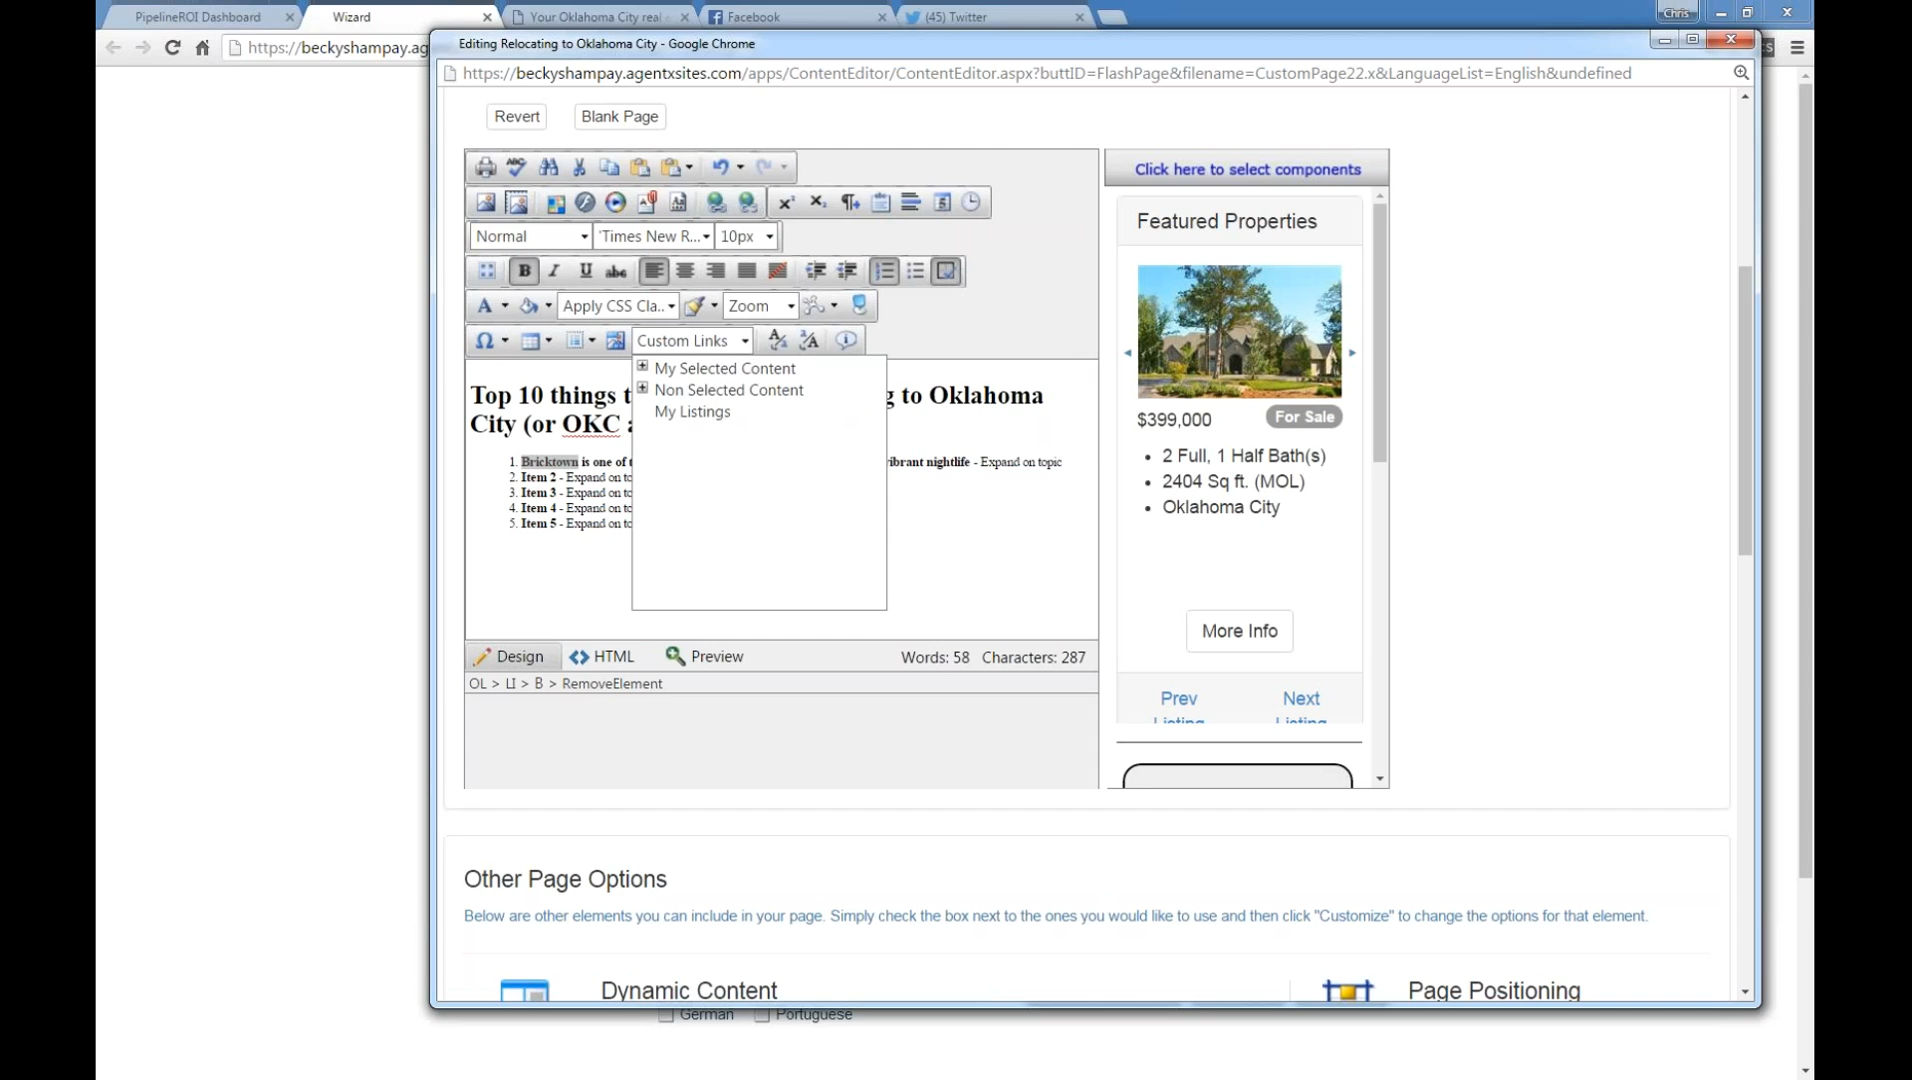 PipelineROI Dashboard
Wizard
Your Oklahoma City real
Facebook
(45) Twitter
Chris
https://beckyshampay.ag
Editing Relocating to Oklahoma City - Google Chrome
https://beckyshampay.agentxsites.com/apps/ContentEditor/ContentEditor.aspx?buttID=FlashPage&filename=CustomPage22.x&LanguageList=English&undefined
Revert
Blank Page
Click here to select components
Normal
'Times New R...
10px
Apply CSS Cla..
Zoom
Custom Links
My Selected Content
Non Selected Content
My Listings
Top 10 things t
g to Oklahoma
City (or OKC a
1. Bricktown is one of t
ibrant nightlife - Expand on topic
2. Item 2 - Expand on to
3. Item 3 - Expand on to
4. Item 4 - Expand on to
5. Item 5 - Expand on to
Design
HTML
Preview
Words: 58 Characters: 287
OL > LI > B > RemoveElement
Featured Properties
$399,000
For Sale
• 2 Full, 1 Half Bath(s)
• 2404 Sq ft. (MOL)
• Oklahoma City
More Info
Prev
Next
Listing
Listing
Other Page Options
Below are other elements you can include in your page. Simply check the box next to the ones you would like to use and then click "Customize" to change the options for that element.
Dynamic Content
Page Positioning
German
Portuguese